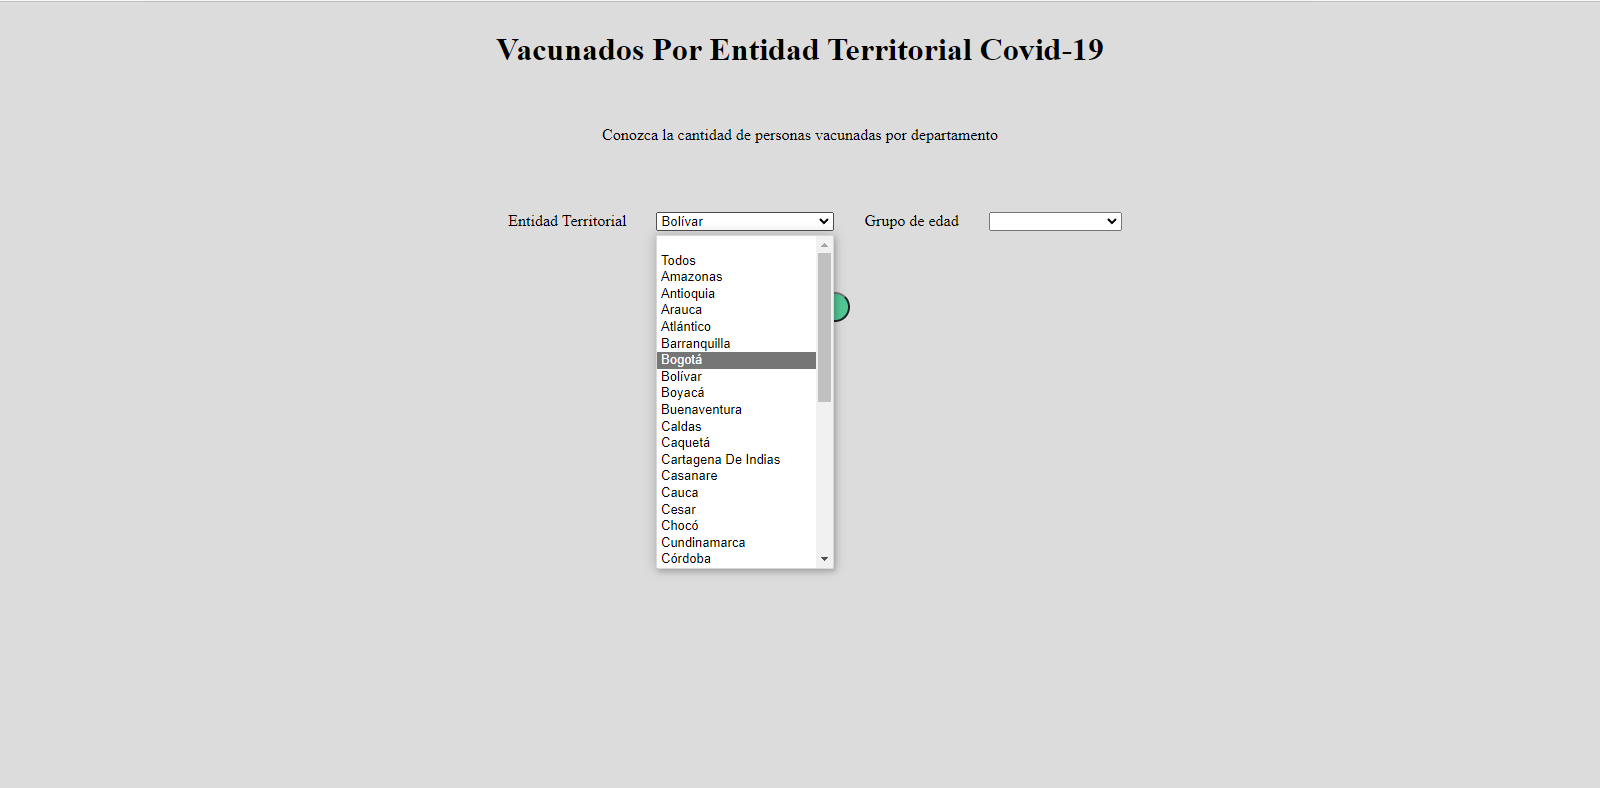 Vacunados Por Entidad Territorial Covid-19
Conozca la cantidad de personas vacunadas por departamento
Entidad Territorial Bolívar Grupo de edad
Todos
Amazonas
Antioquia
Arauca
Atlántico
Barranquilla
Bogotá
Bolívar
Boyacá
Buenaventura
Caldas
Caquetá
Cartagena De Indias
Casanare
Cauca
Cesar
Chocó
Cundinamarca
Córdoba